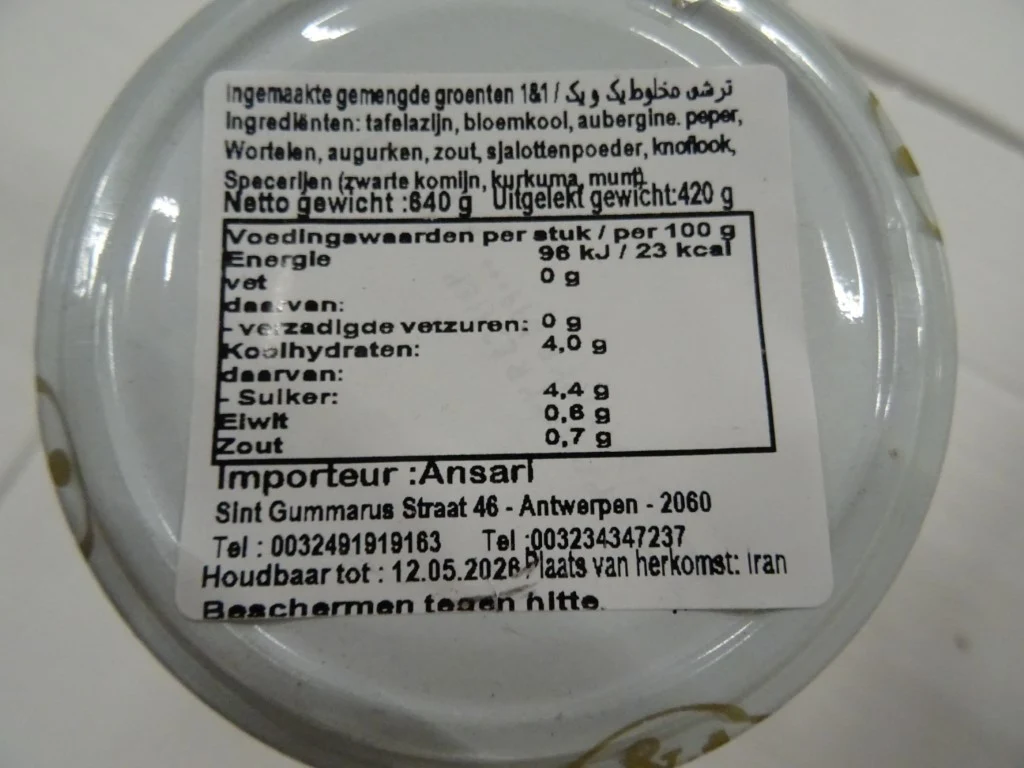 Ingemaakte gemengde groenten 1&1 / ترشی مخلوط یک و یک
Ingrediënten: tafelazijn, bloemkool, aubergine. peper,
Wortelen, augurken, zout, sjalottenpoeder, knoflook,
Specerijen (zwarte komijn, kurkuma, munt)
Netto gewicht :640 g Uitgelekt gewicht:420 g
Voedingswaarden per stuk / per 100 g
Energie 96 kJ / 23 kcal
vet 0 g
daarvan:
- verzadigde vetzuren: 0 g
Koolhydraten: 4,0 g
daarvan:
- Suiker: 4,4 g
Eiwit 0,6 g
Zout 0,7 g
Importeur :Ansari
Sint Gummarus Straat 46 - Antwerpen - 2060
Tel : 0032491919163 Tel :003234347237
Houdbaar tot : 12.05.2026 Plaats van herkomst: Iran
Beschermen tegen hitte.